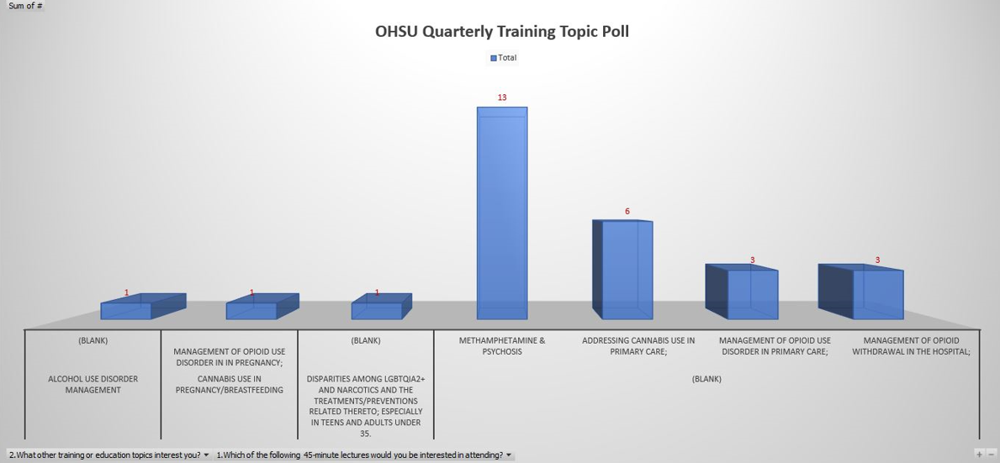 Sum of #
OHSU Quarterly Training Topic Poll
Total
13
6
3
3
1
1
1
(BLANK)
MANAGEMENT OF OPIOID USE
DISORDER IN IN PREGNANCY;
(BLANK)
METHAMPHETAMINE &
PSYCHOSIS
ADDRESSING CANNABIS USE IN
PRIMARY CARE;
MANAGEMENT OF OPIOID USE
DISORDER IN PRIMARY CARE;
MANAGEMENT OF OPIOID
WITHDRAWAL IN THE HOSPITAL;
ALCOHOL USE DISORDER
MANAGEMENT
CANNABIS USE IN
PREGNANCY/BREASTFEEDING
DISPARITIES AMONG LGBTQIA2+
AND NARCOTICS AND THE
TREATMENTS/PREVENTIONS
RELATED THERETO; ESPECIALLY
IN TEENS AND ADULTS UNDER
35.
(BLANK)
2.What other training or education topics interest you?
1.Which of the following 45-minute lectures would you be interested in attending?